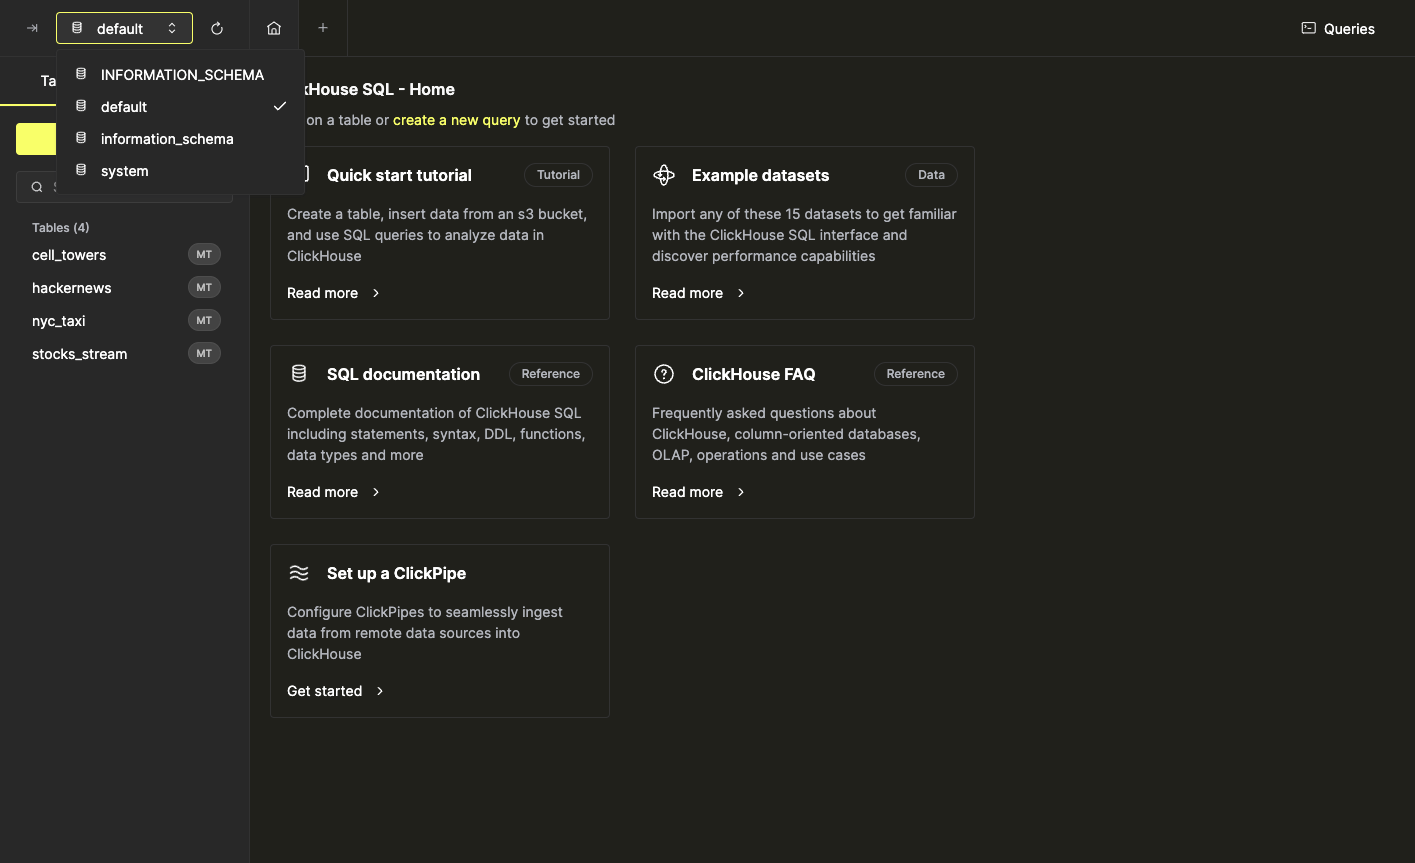 default
Queries
INFORMATION_SCHEMA
default
information_schema
system
Tables (4)
cell_towers MT
hackernews MT
nyc_taxi MT
stocks_stream MT
SQL - Home
on a table or create a new query to get started
Quick start tutorial Tutorial
Create a table, insert data from an s3 bucket,
and use SQL queries to analyze data in
ClickHouse
Read more
Example datasets Data
Import any of these 15 datasets to get familiar
with the ClickHouse SQL interface and
discover performance capabilities
Read more
SQL documentation Reference
Complete documentation of ClickHouse SQL
including statements, syntax, DDL, functions,
data types and more
Read more
ClickHouse FAQ Reference
Frequently asked questions about
ClickHouse, column-oriented databases,
OLAP, operations and use cases
Read more
Set up a ClickPipe
Configure ClickPipes to seamlessly ingest
data from remote data sources into
ClickHouse
Get started